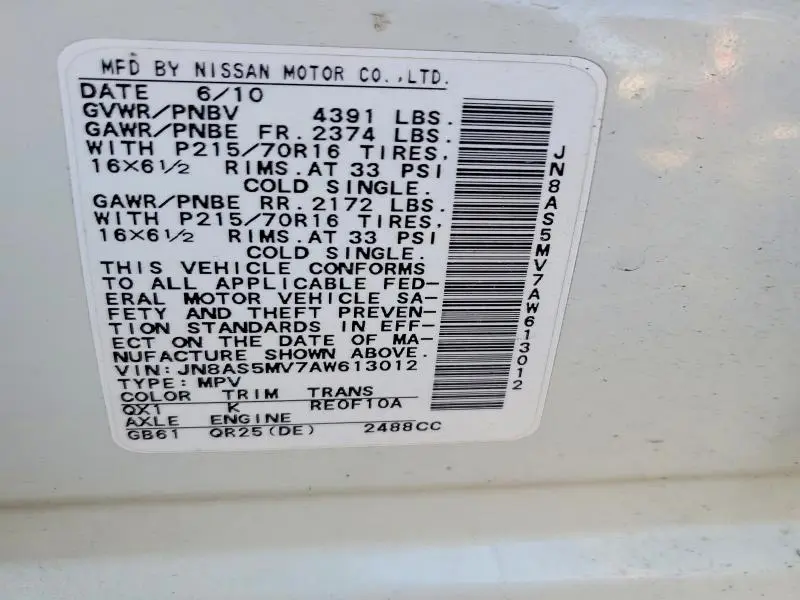 MFD BY NISSAN MOTOR CO.,LTD.
DATE 6/10
GVWR/PNBV 4391 LBS.
GAWR/PNBE FR. 2374 LBS.
WITH P215/70R16 TIRES,
16×6½ RIMS.AT 33 PSI
COLD SINGLE.
GAWR/PNBE RR. 2172 LBS.
WITH P215/70R16 TIRES,
16×6½ RIMS.AT 33 PSI
COLD SINGLE.
THIS VEHICLE CONFORMS
TO ALL APPLICABLE FED-
ERAL MOTOR VEHICLE SA-
FETY AND THEFT PREVEN-
TION STANDARDS IN EFF-
ECT ON THE DATE OF MA-
NUFACTURE SHOWN ABOVE.
VIN: JN8AS5MV7AW613012
TYPE: MPV
COLOR TRIM TRANS
QX1 K RE0F10A
AXLE ENGINE
GB61 QR25(DE) 2488CC
JN8AS5MV7AW613012